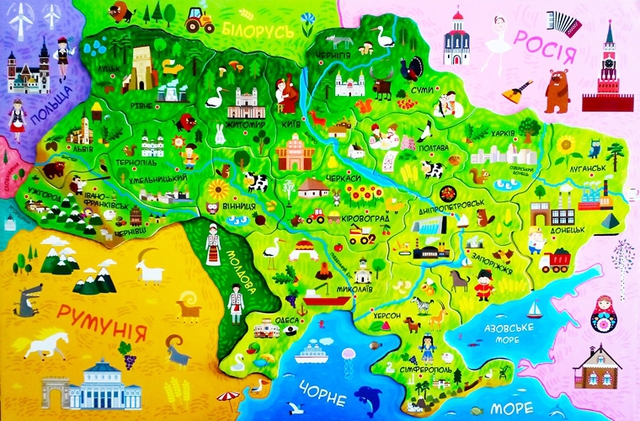 БІЛОРУСЬ
РОСІЯ
ПОЛЬЩА
ЧЕРНІГІВ
ЛУЦЬК
РІВНЕ
СУМИ
ЖИТОМИР
КИЇВ
ЛЬВІВ
ПОЛТАВА
ХАРКІВ
ТЕРНОПІЛЬ
ХМЕЛЬНИЦЬКИЙ
ЧЕРКАСИ
ЛУГАНСЬК
УЖГОРОД
ІВАНО-
ФРАНКІВСЬК
ВІННИЦЯ
ДНІПРОПЕТРОВСЬК
КІРОВОГРАД
ЧЕРНІВЦІ
ДОНЕЦЬК
МОЛДОВА
ЗАПОРІЖЖЯ
МИКОЛАЇВ
РУМУНІЯ
ОДЕСА
ХЕРСОН
АЗОВСЬКЕ
МОРЕ
СІМФЕРОПОЛЬ
ЧОРНЕ
МОРЕ